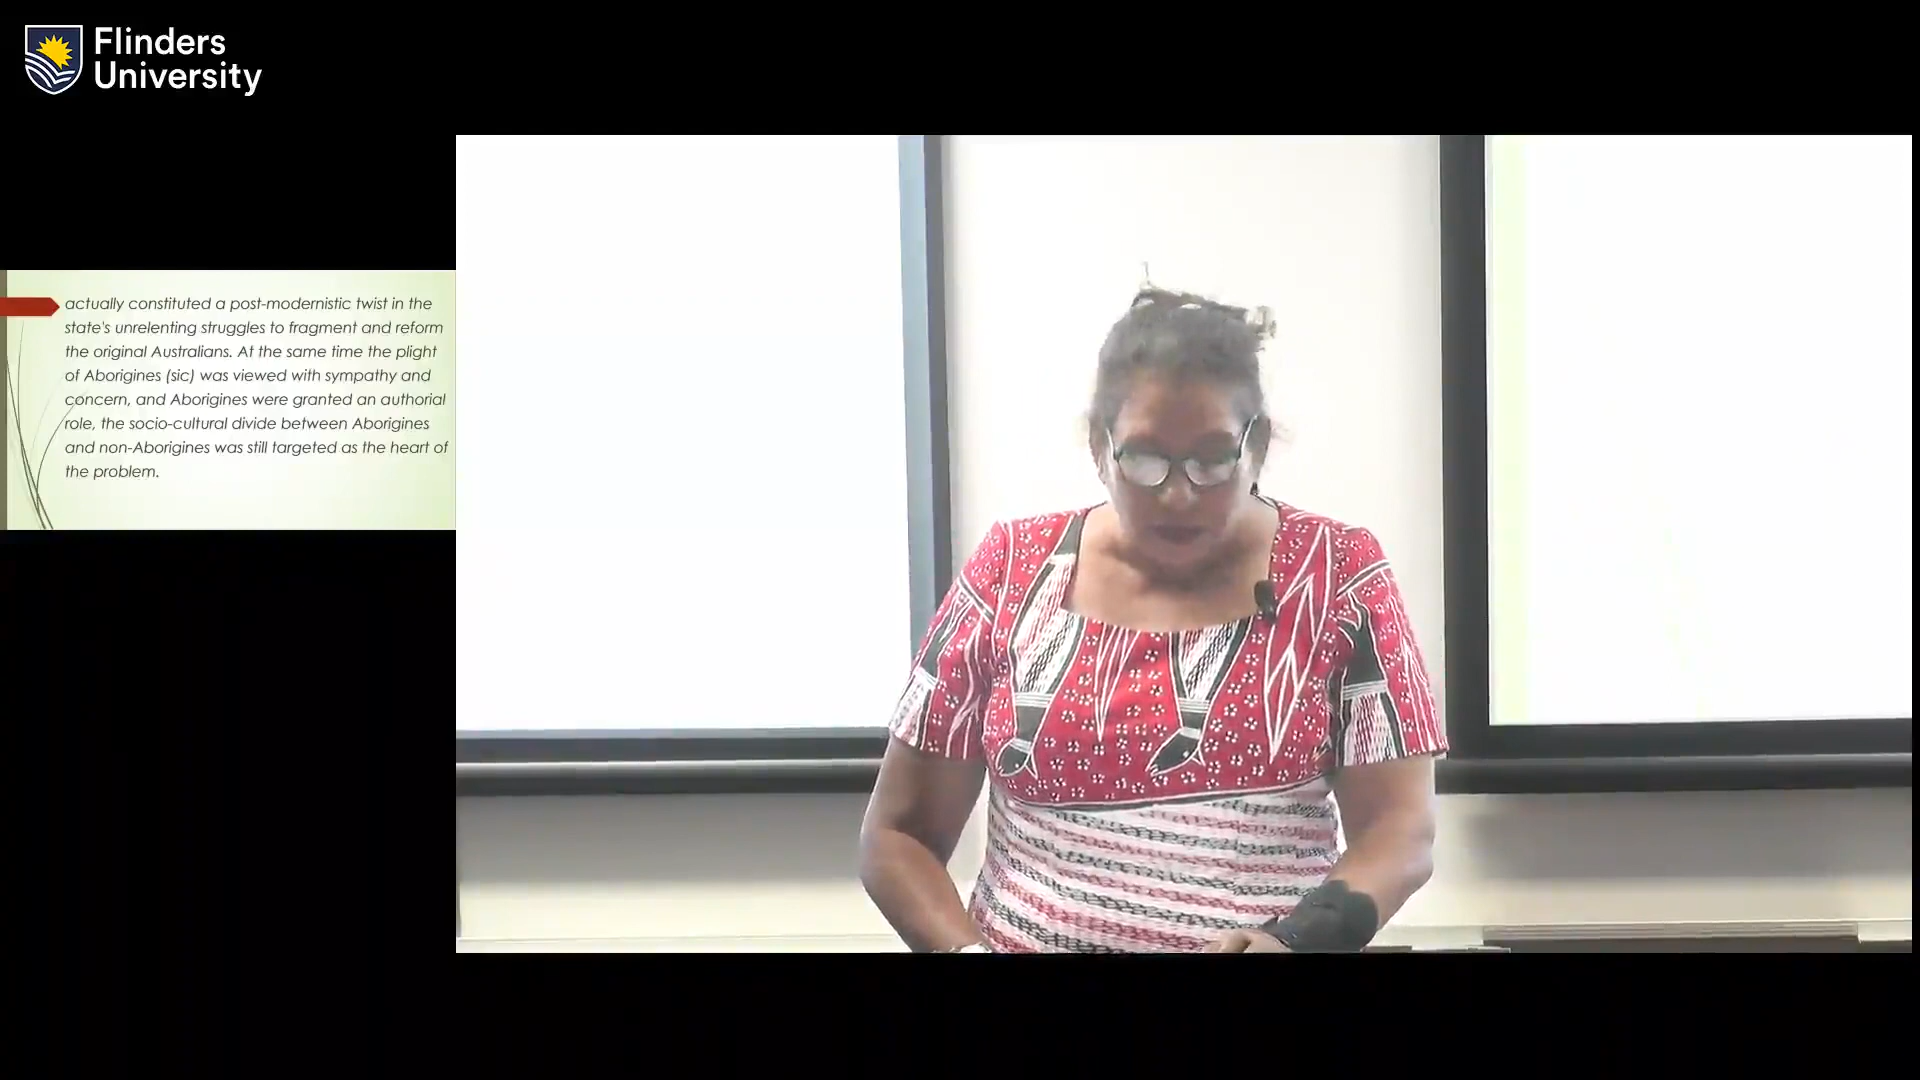 Flinders
University
actually constituted a post-modernistic twist in the
state's unrelenting struggles to fragment and reform
the original Australians. At the same time the plight
of Aborigines (sic) was viewed with sympathy and
concern, and Aborigines were granted an authorial
role, the socio-cultural divide between Aborigines
and non-Aborigines was still targeted as the heart of
the problem.